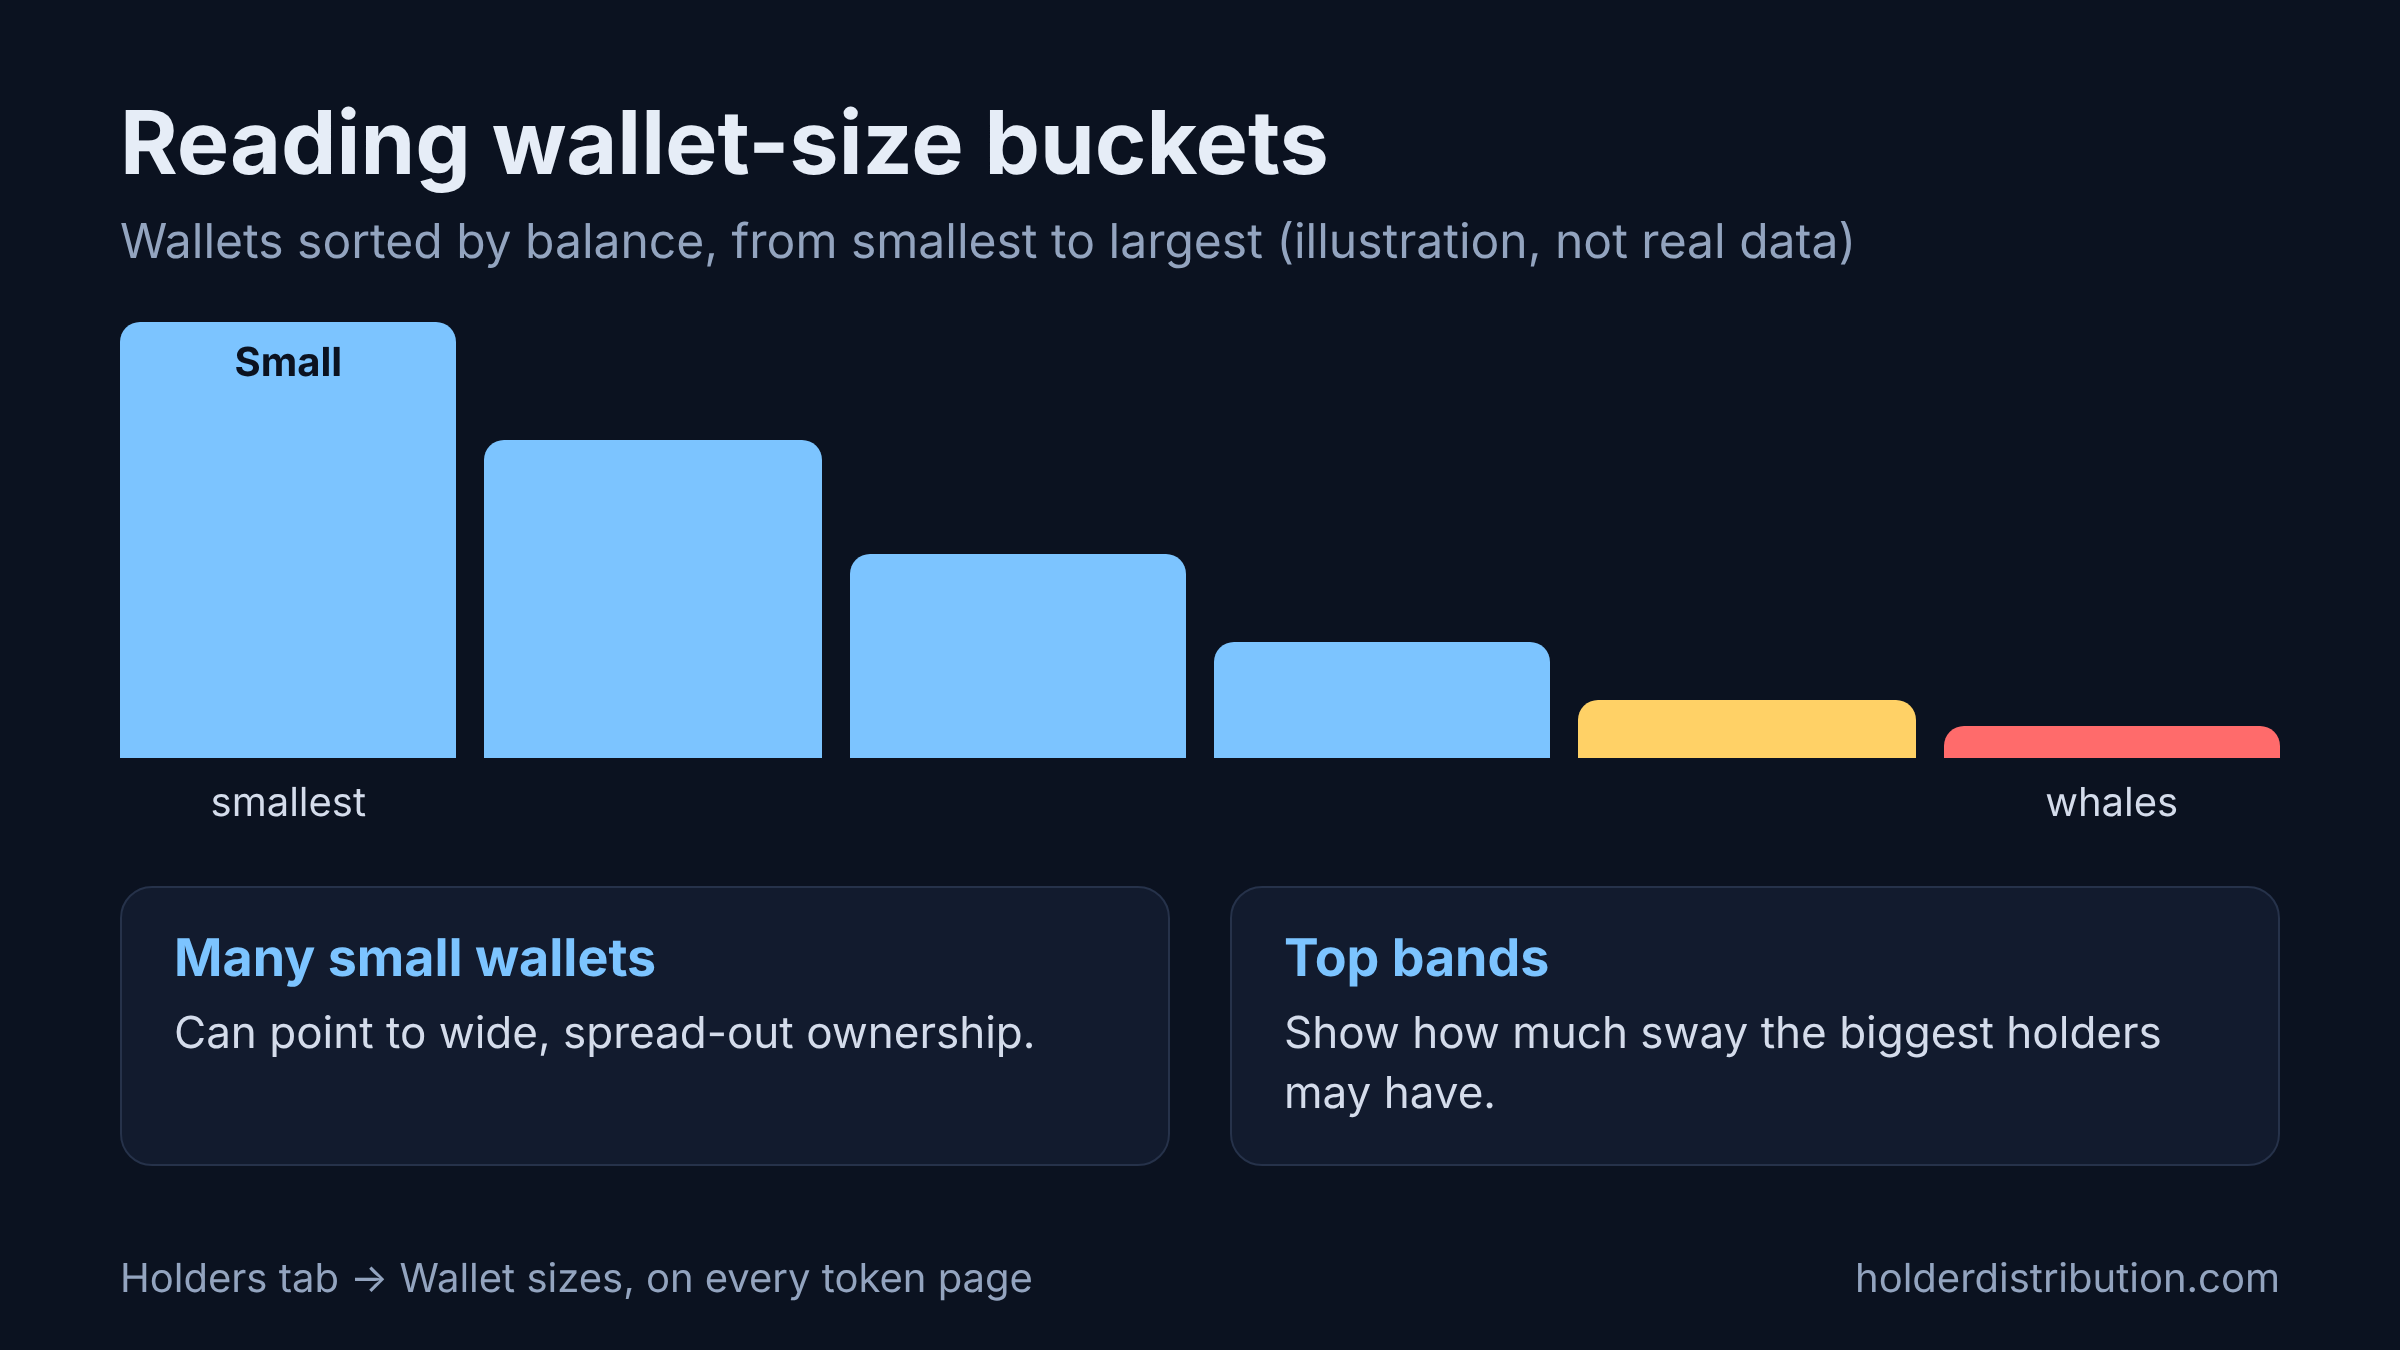 Reading wallet-size buckets
Wallets sorted by balance, from smallest to largest (illustration, not real data)
Small
smallest
whales
Many small wallets
Can point to wide, spread-out ownership.
Top bands
Show how much sway the biggest holders
may have.
Holders tab → Wallet sizes, on every token page
holderdistribution.com